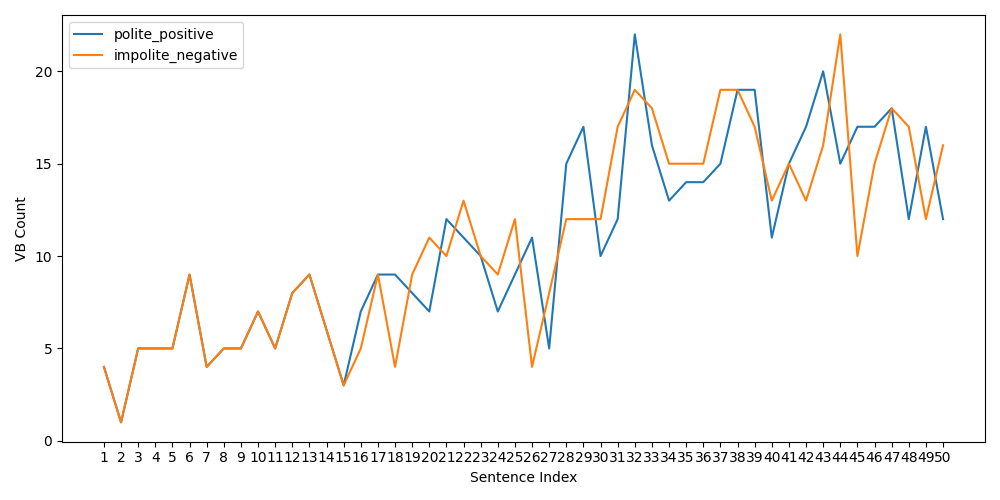 polite_positive
impolite_negative
VB Count
20
15
10
5
0
1 2 3 4 5 6 7 8 9 10 11 12 13 14 15 16 17 18 19 20 21 22 23 24 25 26 27 28 29 30 31 32 33 34 35 36 37 38 39 40 41 42 43 44 45 46 47 48 49 50
Sentence Index